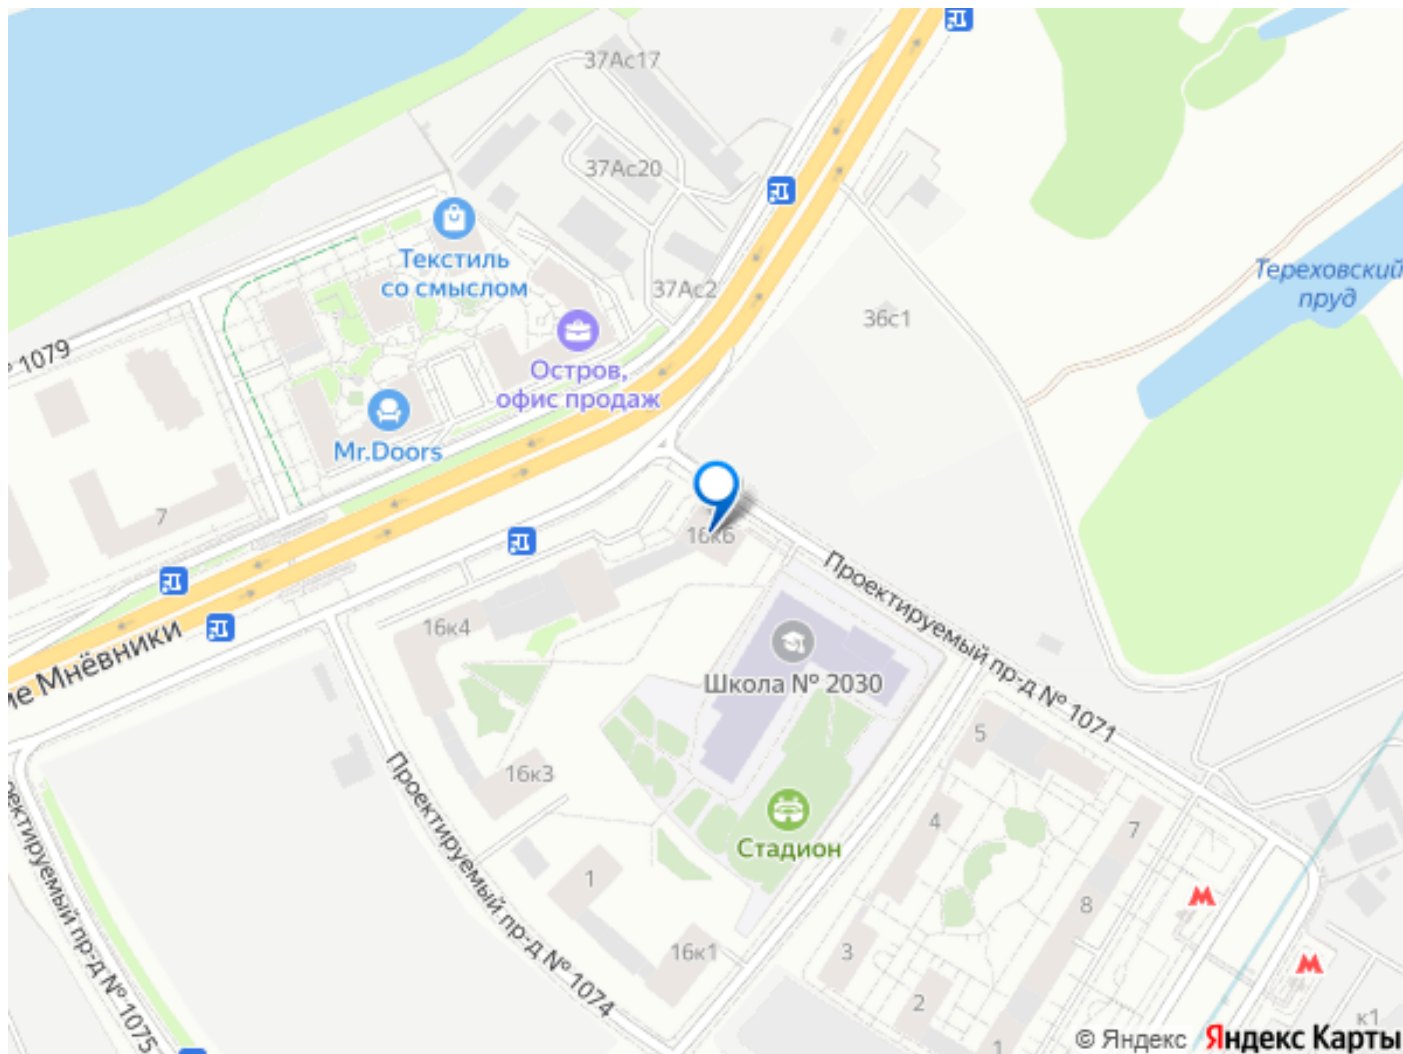 37Ас17
37Ас20
Текстиль
со смыслом
37Ас2
Тереховский
пруд
36с1
№ 1079
Остров,
офис продаж
Mr.Doors
7
16к6
Проектируемый пр-д № 1071
16к4
Мнёвники
Школа № 2030
5
16к3
Проектируемый пр-д № 1074
Стадион
4
7
1
8
16к1
3
2
1
пр-д № 1075
к1
© Яндекс Яндекс Карты